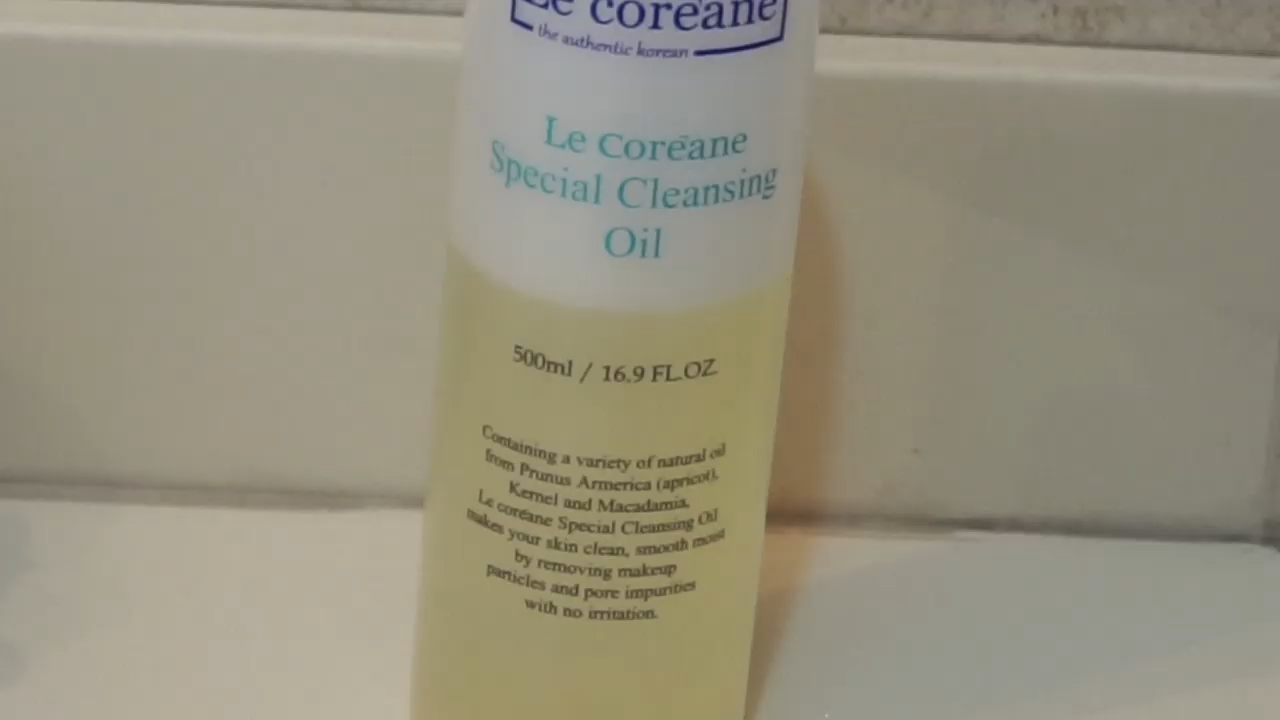 Le coreane
the authentic korean
Le Coreane
Special Cleansing
Oil
500ml / 16.9 FL.OZ
Containing a variety of natural oil
from Prunus Armerica (apricot),
Kernel and Macadamia,
Le coreane Special Cleansing Oil
makes your skin clean, smooth moist
by removing makeup
particles and pore impurities
with no irritation.